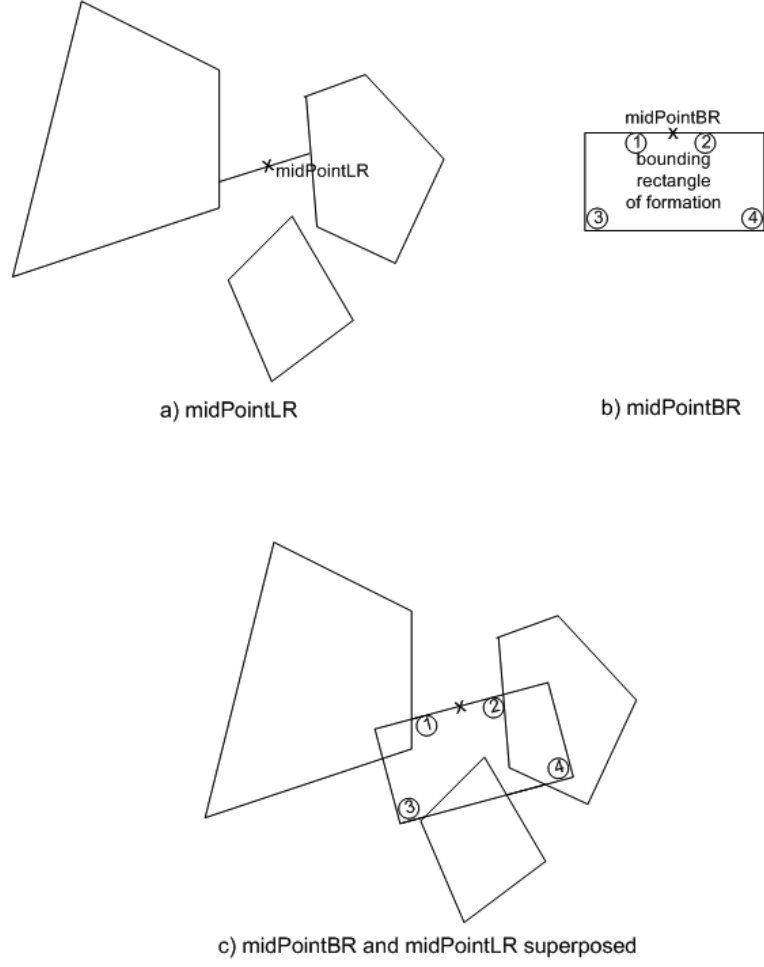 midPointLR
a) midPointLR
midPointBR
1 2
bounding
rectangle
of formation
3 4
b) midPointBR
1 2
3 4
c) midPointBR and midPointLR superposed